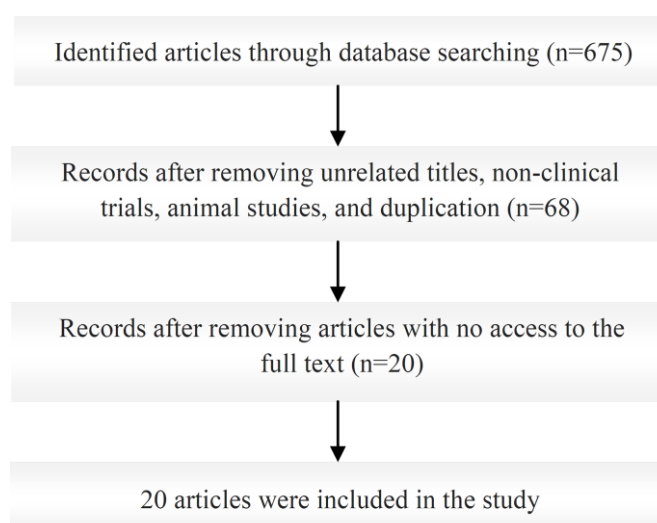 Identified articles through database searching (n=675)
Records after removing unrelated titles, non-clinical
trials, animal studies, and duplication (n=68)
Records after removing articles with no access to the
full text (n=20)
20 articles were included in the study